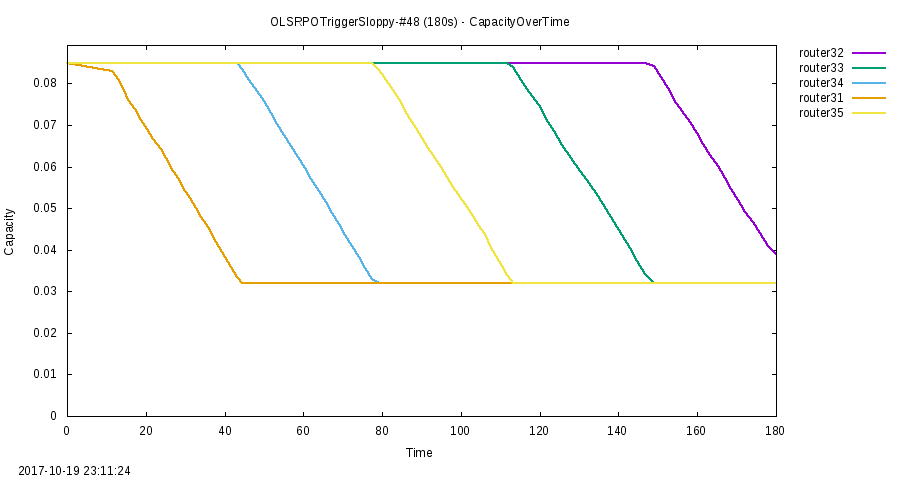 OLSRPOTriggerSloppy-#48 (180s) - CapacityOverTime
router32
router33
router34
router31
router35
Capacity
0.08
0.07
0.06
0.05
0.04
0.03
0.02
0.01
0
0 20 40 60 80 100 120 140 160 180
Time
2017-10-19 23:11:24